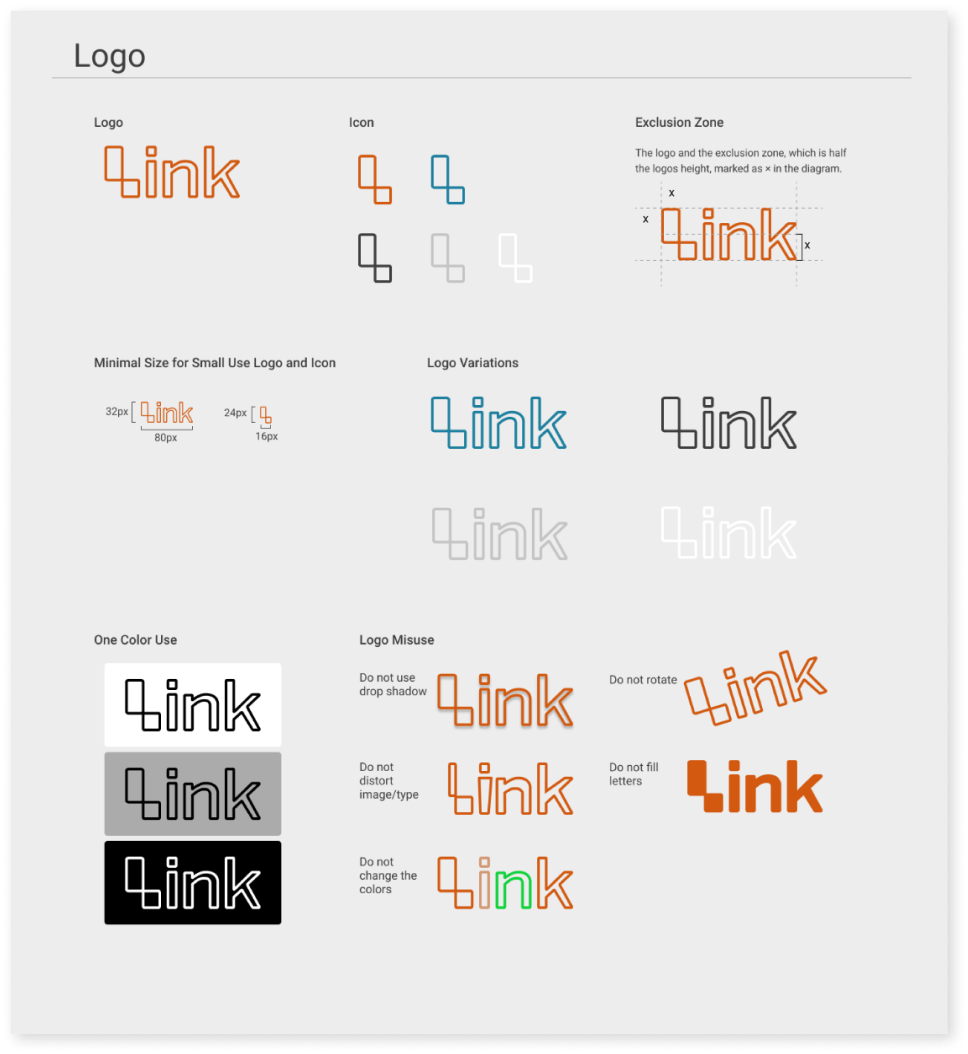 Logo
Logo
Link
Icon
Exclusion Zone
The logo and the exclusion zone, which is half
the logos height, marked as × in the diagram.
x
x
Link
x
Minimal Size for Small Use Logo and Icon
32px
Link
80px
24px
16px
Logo Variations
Link
Link
Link
Link
One Color Use
Link
Link
Link
Logo Misuse
Do not use
drop shadow
Link
Do not rotate
Link
Do not
distort
image/type
Link
Do not fill
letters
Link
Do not
change the
colors
Link